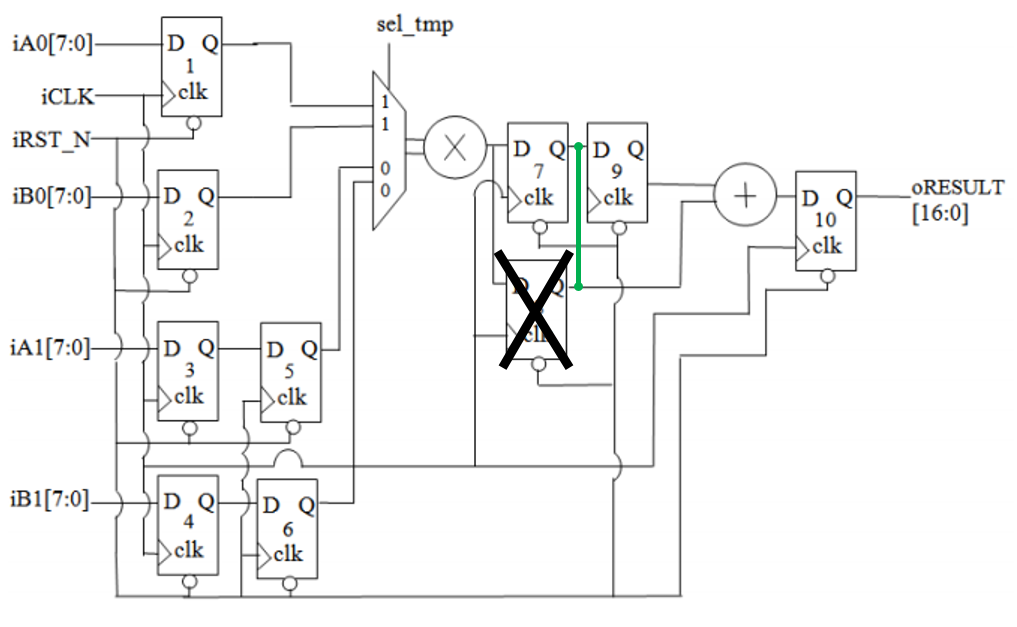 sel_tmp
iA0[7:0]
D Q
1
clk
iCLK
iRST_N
1
1
0
0
iB0[7:0]
D Q
2
clk
X
D Q
7
clk
D Q
9
clk
+
D Q
10
clk
oRESULT
[16:0]
D Q
clk
iA1[7:0]
D Q
3
clk
D Q
5
clk
iB1[7:0]
D Q
4
clk
D Q
6
clk